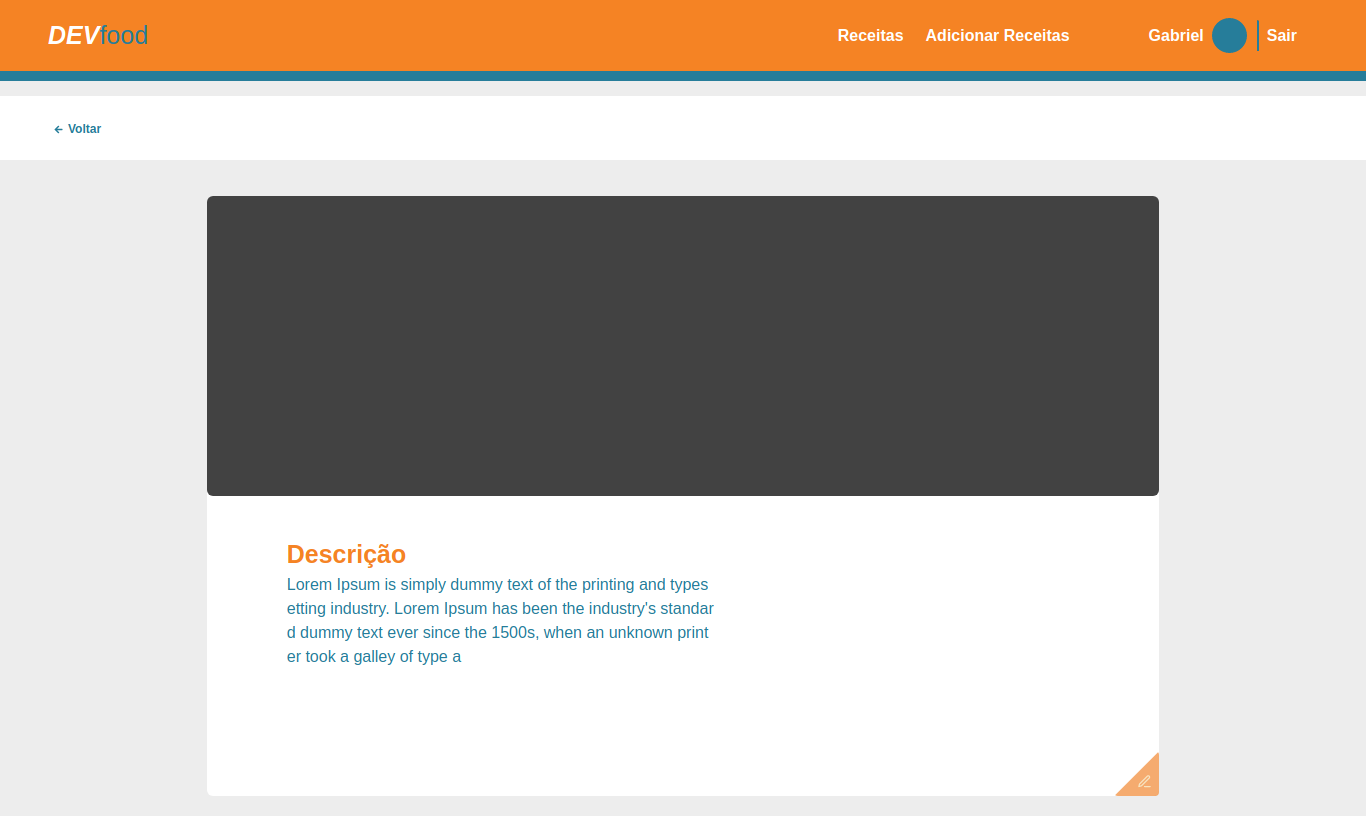 DEVfood
Receitas Adicionar Receitas Gabriel Sair
Voltar
Descrição
Lorem Ipsum is simply dummy text of the printing and types
etting industry. Lorem Ipsum has been the industry's standar
d dummy text ever since the 1500s, when an unknown print
er took a galley of type a